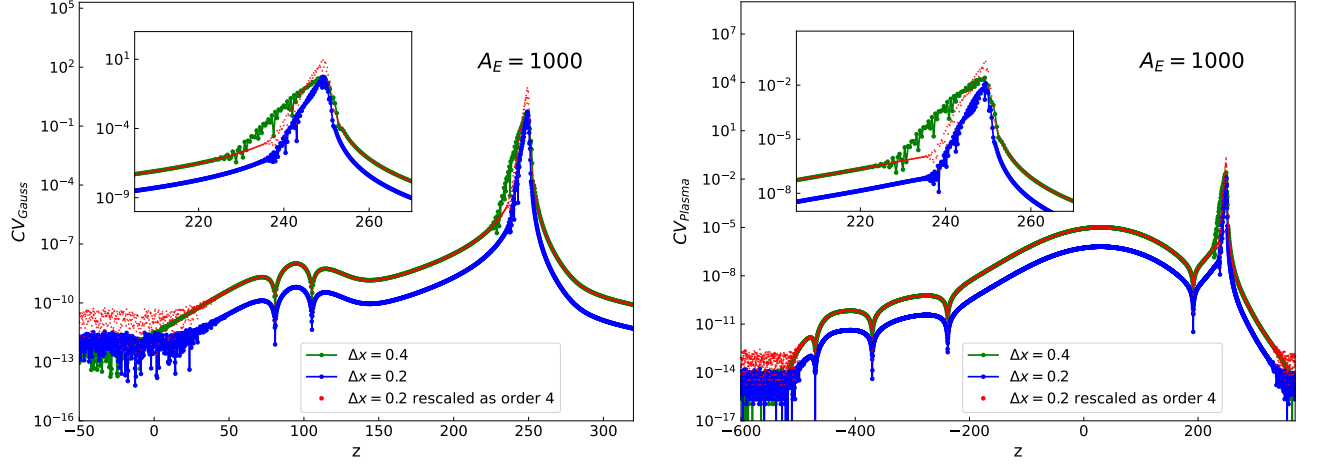 10^5
10^2
10^-1
10^-4
10^-7
10^-10
10^-13
10^-16
CV_Gauss
-50 0 50 100 150 200 250 300
z
A_E = 1000
10^1
10^-4
10^-9
220 240 260
Δx = 0.4
Δx = 0.2
Δx = 0.2 rescaled as order 4
10^7
10^4
10^1
10^-2
10^-5
10^-8
10^-11
10^-14
10^-17
CV_Plasma
-600 -400 -200 0 200
z
A_E = 1000
10^-2
10^-5
10^-8
220 240 260
Δx = 0.4
Δx = 0.2
Δx = 0.2 rescaled as order 4